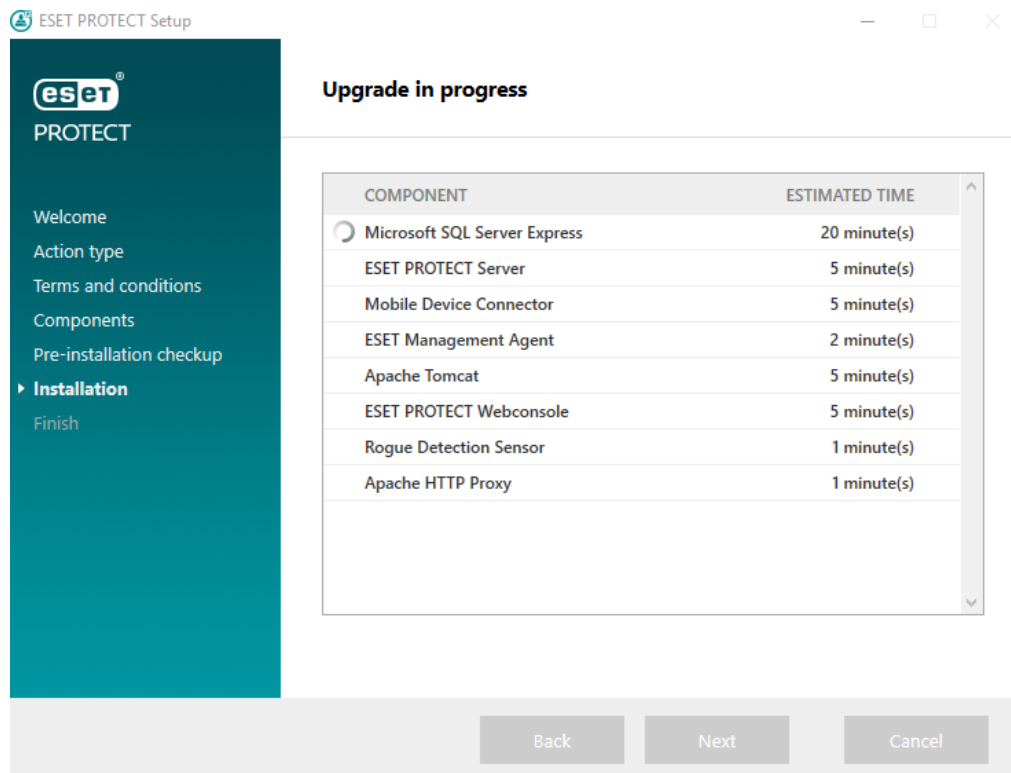 ESET PROTECT Setup
eseT®
PROTECT
Welcome
Action type
Terms and conditions
Components
Pre-installation checkup
Installation
Finish
Upgrade in progress
COMPONENT ESTIMATED TIME
Microsoft SQL Server Express 20 minute(s)
ESET PROTECT Server 5 minute(s)
Mobile Device Connector 5 minute(s)
ESET Management Agent 2 minute(s)
Apache Tomcat 5 minute(s)
ESET PROTECT Webconsole 5 minute(s)
Rogue Detection Sensor 1 minute(s)
Apache HTTP Proxy 1 minute(s)
Back Next Cancel